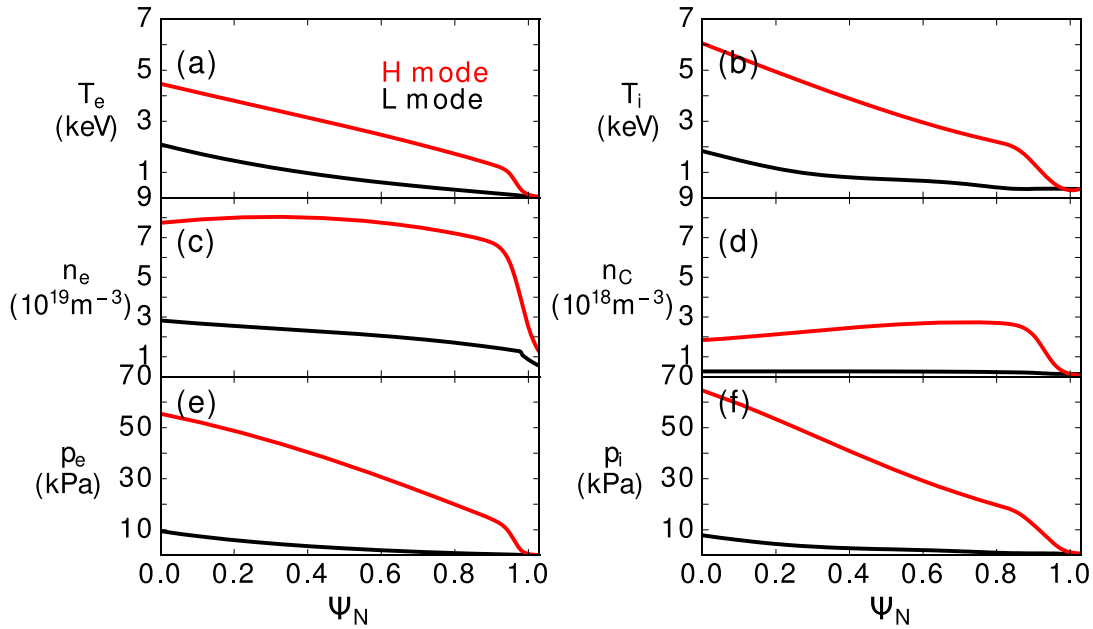 7
5
3
1
T_e
(keV)
(a)
H mode
L mode
7
5
3
1
T_i
(keV)
(b)
9
7
5
3
1
n_e
(10^19 m^−3)
(c)
9
7
5
3
1
n_C
(10^18 m^−3)
(d)
70
50
30
10
p_e
(kPa)
(e)
70
50
30
10
p_i
(kPa)
(f)
0.0 0.2 0.4 0.6 0.8 1.0
Ψ_N
0.0 0.2 0.4 0.6 0.8 1.0
Ψ_N